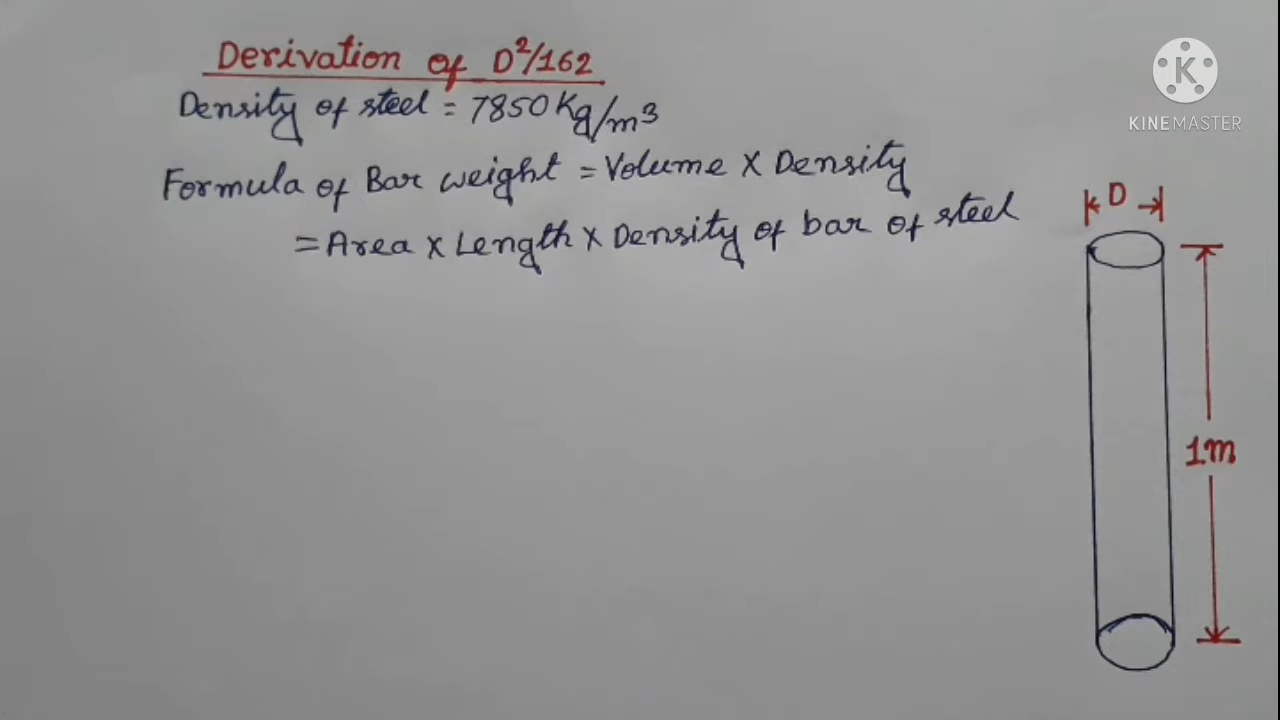 Derivation of D²/162
Density of steel = 7850 Kg/m³
Formula of Bar weight = Volume X Density
= Area X Length X Density of bar of steel
D
1m
K
KINEMASTER